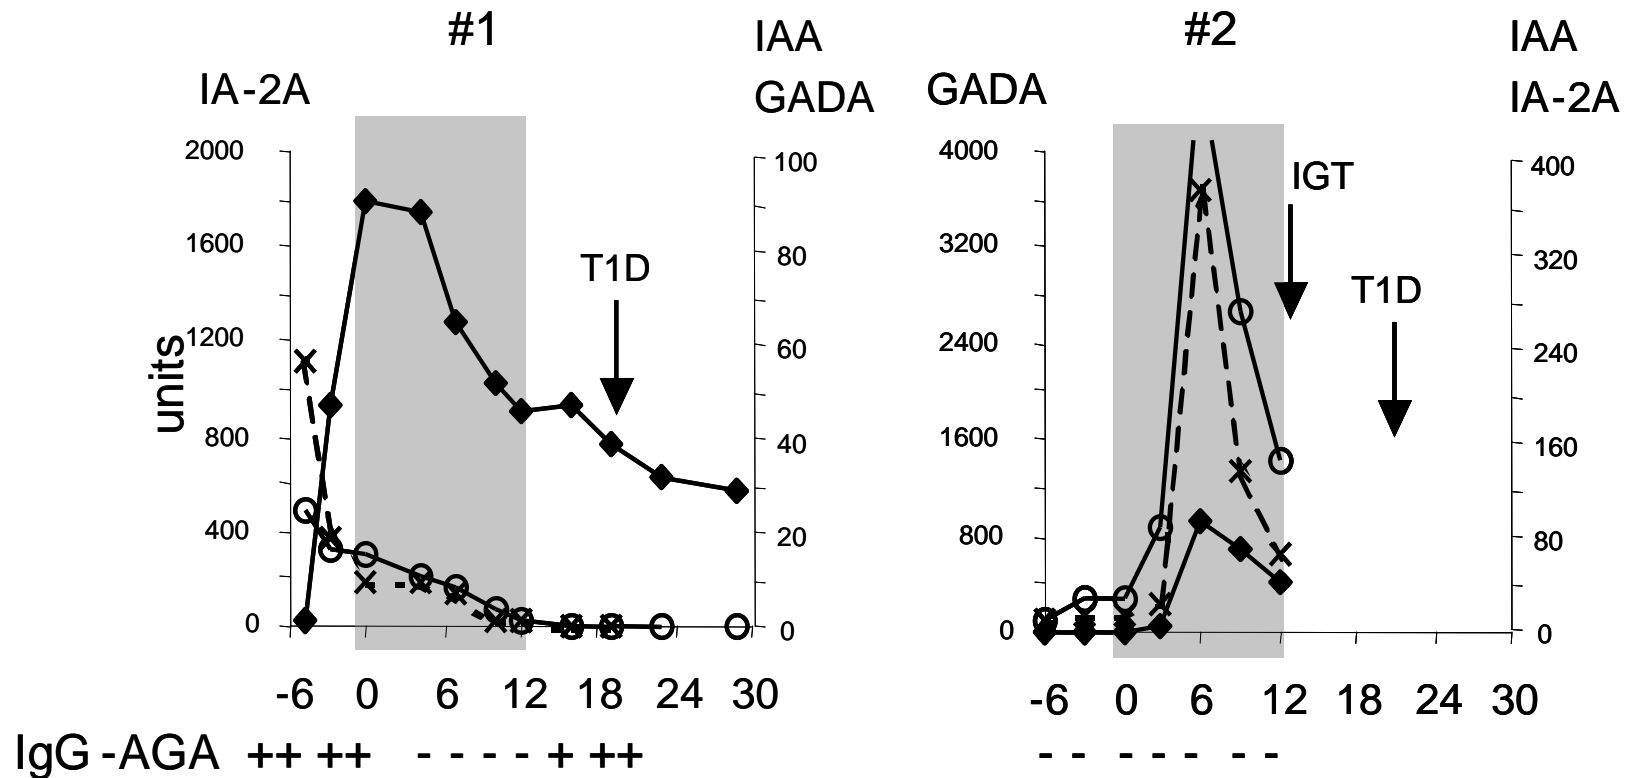 #1
IAA
GADA
IA-2A
#2
IAA
IA-2A
GADA
2000
1600
1200
800
400
0
units
100
80
60
40
20
0
T1D
-6 0 6 12 18 24 30
4000
3200
2400
1600
800
0
400
320
240
160
80
0
IGT
T1D
-6 0 6 12 18 24 30
IgG -AGA ++ ++ - - - - + ++ - - - - - - -